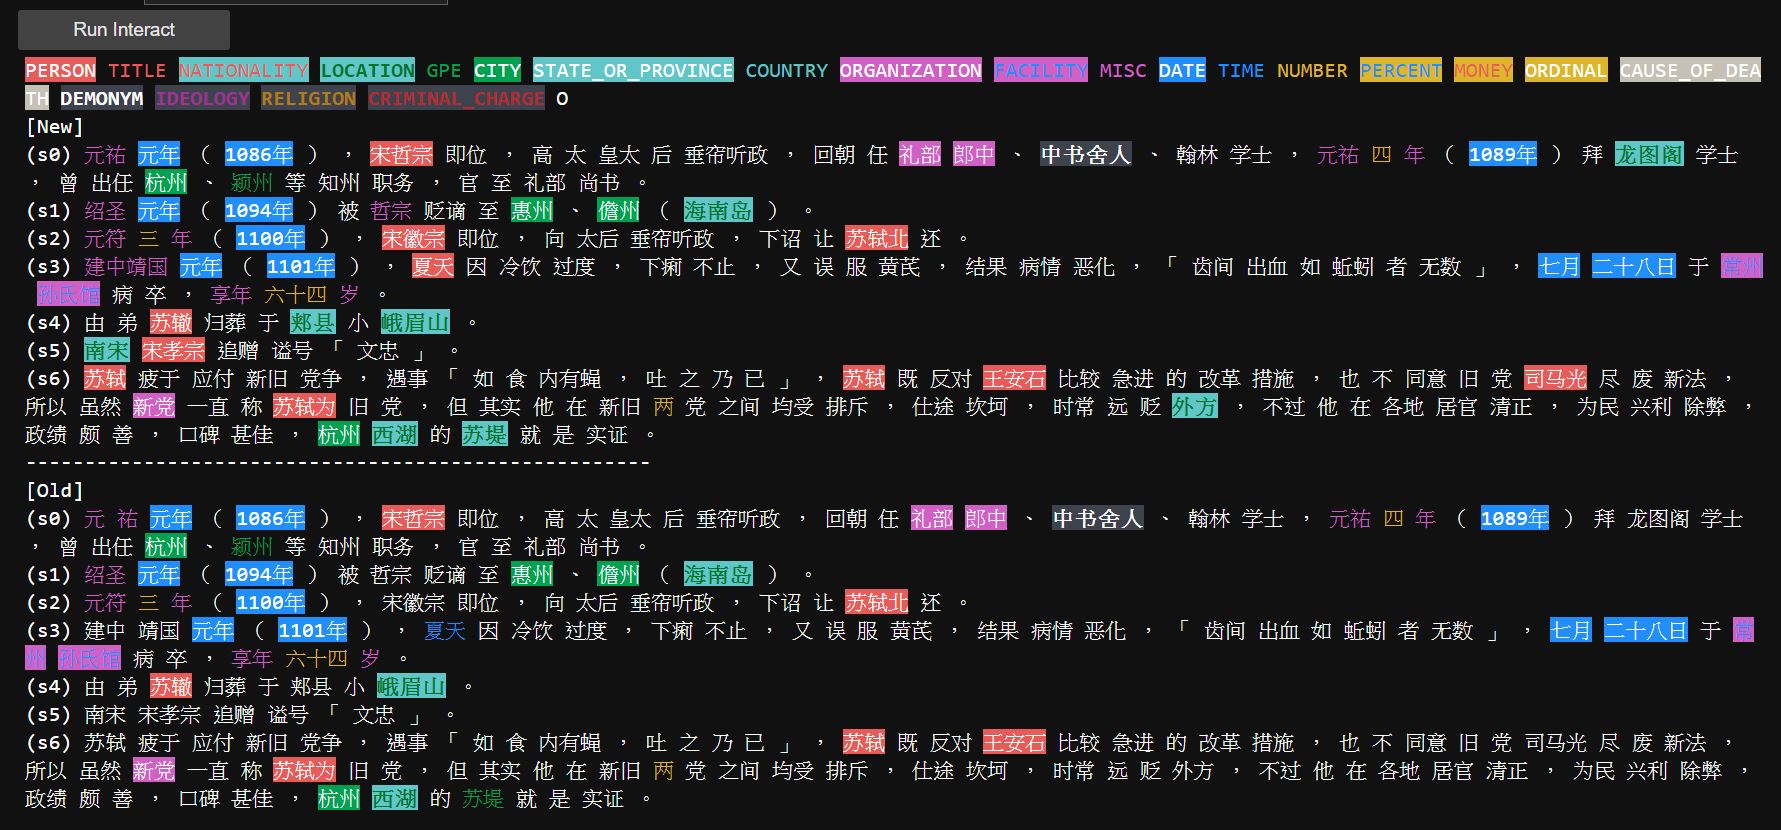 Run Interact
PERSON TITLE NATIONALITY LOCATION GPE CITY STATE_OR_PROVINCE COUNTRY ORGANIZATION FACILITY MISC DATE TIME NUMBER PERCENT MONEY ORDINAL CAUSE_OF_DEA
TH DEMONYM IDEOLOGY RELIGION CRIMINAL_CHARGE O
[New]
(s0) 元祐 元年 （ 1086年 ） ， 宋哲宗 即位 ， 高 太 皇太 后 垂帘听政 ， 回朝 任 礼部 郎中 、 中书舍人 、 翰林 学士 ， 元祐 四 年 （ 1089年 ） 拜 龙图阁 学士
， 曾 出任 杭州 、 颍州 等 知州 职务 ， 官 至 礼部 尚书 。
(s1) 绍圣 元年 （ 1094年 ） 被 哲宗 贬谪 至 惠州 、 儋州 （ 海南岛 ） 。
(s2) 元符 三 年 （ 1100年 ） ， 宋徽宗 即位 ， 向 太后 垂帘听政 ， 下诏 让 苏轼北 还 。
(s3) 建中靖国 元年 （ 1101年 ） ， 夏天 因 冷饮 过度 ， 下痢 不止 ， 又 误 服 黄芪 ， 结果 病情 恶化 ， 「 齿间 出血 如 蚯蚓 者 无数 」 ， 七月 二十八日 于 常州
孙氏馆 病 卒 ， 享年 六十四 岁 。
(s4) 由 弟 苏辙 归葬 于 郏县 小 峨眉山 。
(s5) 南宋 宋孝宗 追赠 谥号 「 文忠 」 。
(s6) 苏轼 疲于 应付 新旧 党争 ， 遇事 「 如 食 内有蝇 ， 吐 之 乃 已 」 ， 苏轼 既 反对 王安石 比较 急进 的 改革 措施 ， 也 不 同意 旧 党 司马光 尽 废 新法 ，
所以 虽然 新党 一直 称 苏轼为 旧 党 ， 但 其实 他 在 新旧 两 党 之间 均受 排斥 ， 仕途 坎坷 ， 时常 远 贬 外方 ， 不过 他 在 各地 居官 清正 ， 为民 兴利 除弊 ，
政绩 颇 善 ， 口碑 甚佳 ， 杭州 西湖 的 苏堤 就 是 实证 。
-----------------------------------------------------
[Old]
(s0) 元 祐 元年 （ 1086年 ） ， 宋哲宗 即位 ， 高 太 皇太 后 垂帘听政 ， 回朝 任 礼部 郎中 、 中书舍人 、 翰林 学士 ， 元祐 四 年 （ 1089年 ） 拜 龙图阁 学士
， 曾 出任 杭州 、 颍州 等 知州 职务 ， 官 至 礼部 尚书 。
(s1) 绍圣 元年 （ 1094年 ） 被 哲宗 贬谪 至 惠州 、 儋州 （ 海南岛 ） 。
(s2) 元符 三 年 （ 1100年 ） ， 宋徽宗 即位 ， 向 太后 垂帘听政 ， 下诏 让 苏轼北 还 。
(s3) 建中 靖国 元年 （ 1101年 ） ， 夏天 因 冷饮 过度 ， 下痢 不止 ， 又 误 服 黄芪 ， 结果 病情 恶化 ， 「 齿间 出血 如 蚯蚓 者 无数 」 ， 七月 二十八日 于 常
州 孙氏馆 病 卒 ， 享年 六十四 岁 。
(s4) 由 弟 苏辙 归葬 于 郏县 小 峨眉山 。
(s5) 南宋 宋孝宗 追赠 谥号 「 文忠 」 。
(s6) 苏轼 疲于 应付 新旧 党争 ， 遇事 「 如 食 内有蝇 ， 吐 之 乃 已 」 ， 苏轼 既 反对 王安石 比较 急进 的 改革 措施 ， 也 不 同意 旧 党 司马光 尽 废 新法 ，
所以 虽然 新党 一直 称 苏轼为 旧 党 ， 但 其实 他 在 新旧 两 党 之间 均受 排斥 ， 仕途 坎坷 ， 时常 远 贬 外方 ， 不过 他 在 各地 居官 清正 ， 为民 兴利 除弊 ，
政绩 颇 善 ， 口碑 甚佳 ， 杭州 西湖 的 苏堤 就 是 实证 。